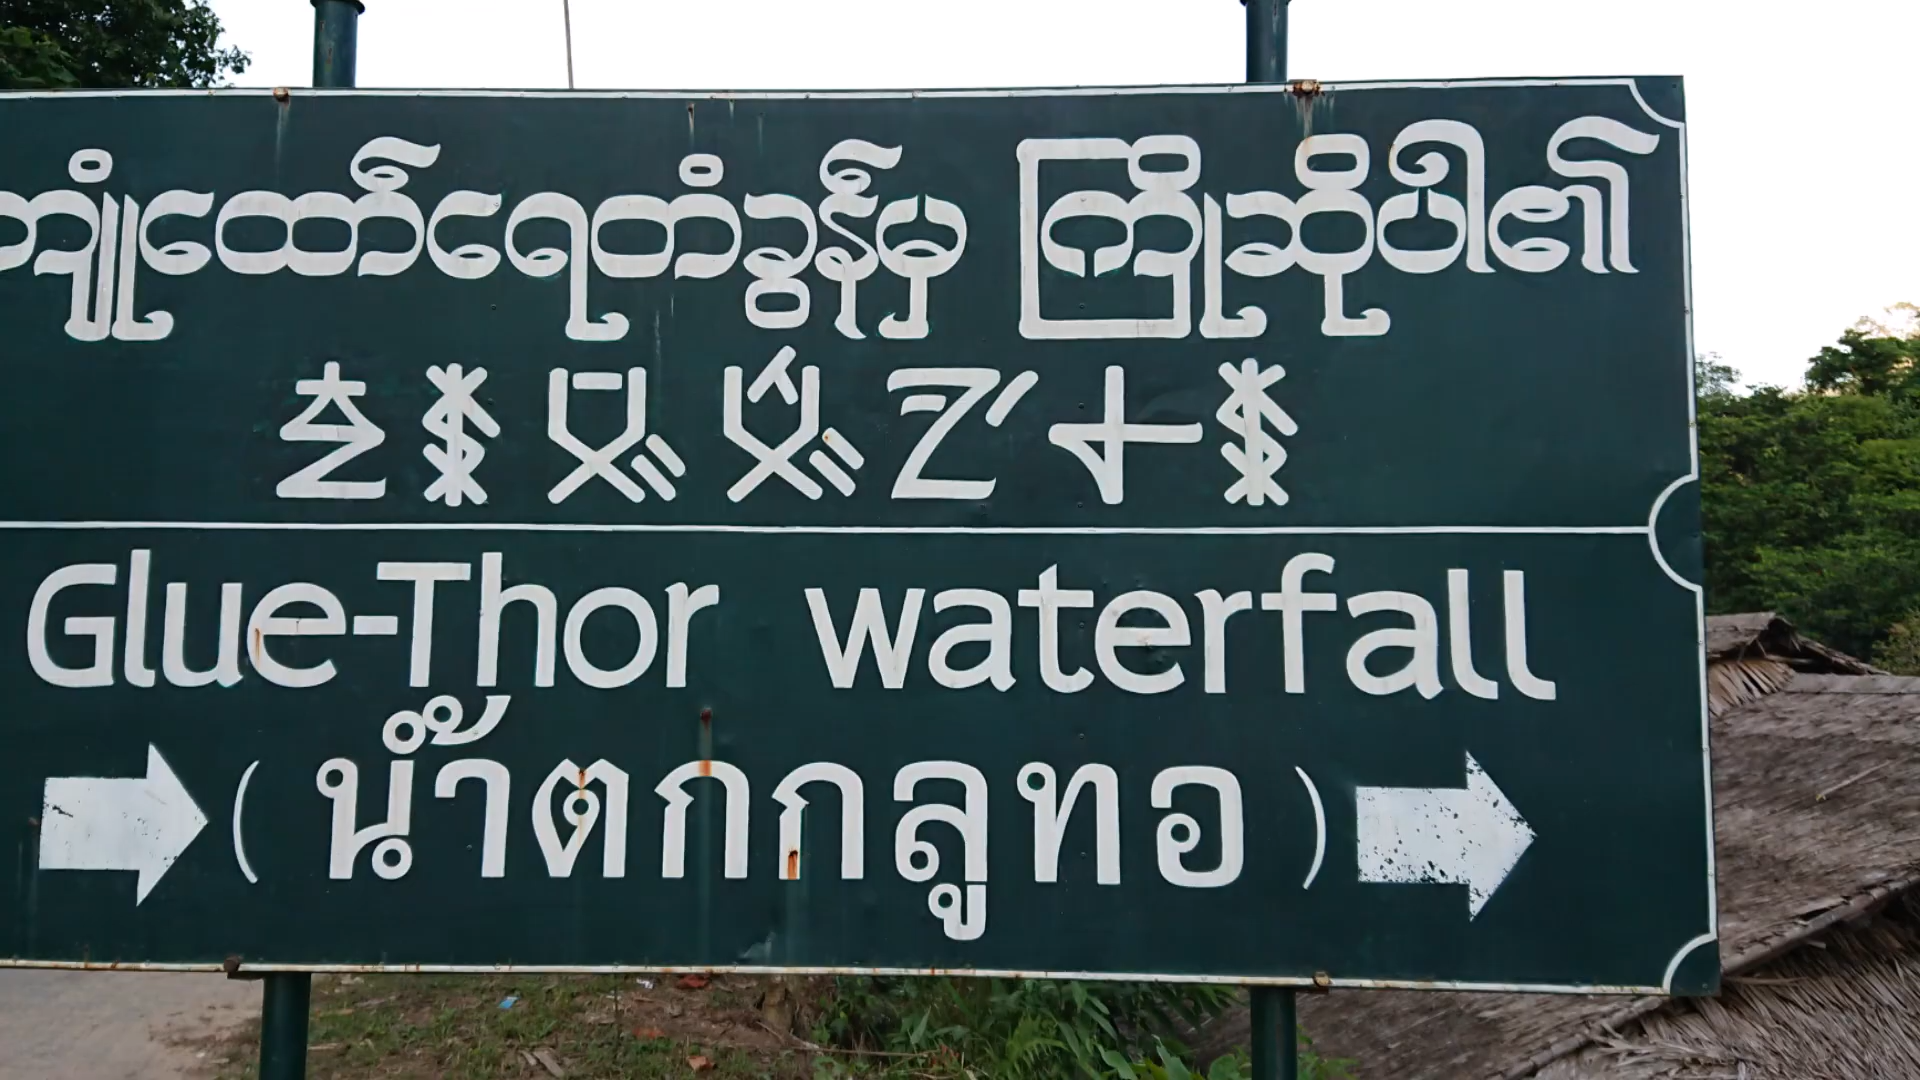 ကျုံထော်ရေတံခွန်မှ ကြိုဆိုပါ၏
Glue-Thor waterfall
(น้ำตกกลูทอ)